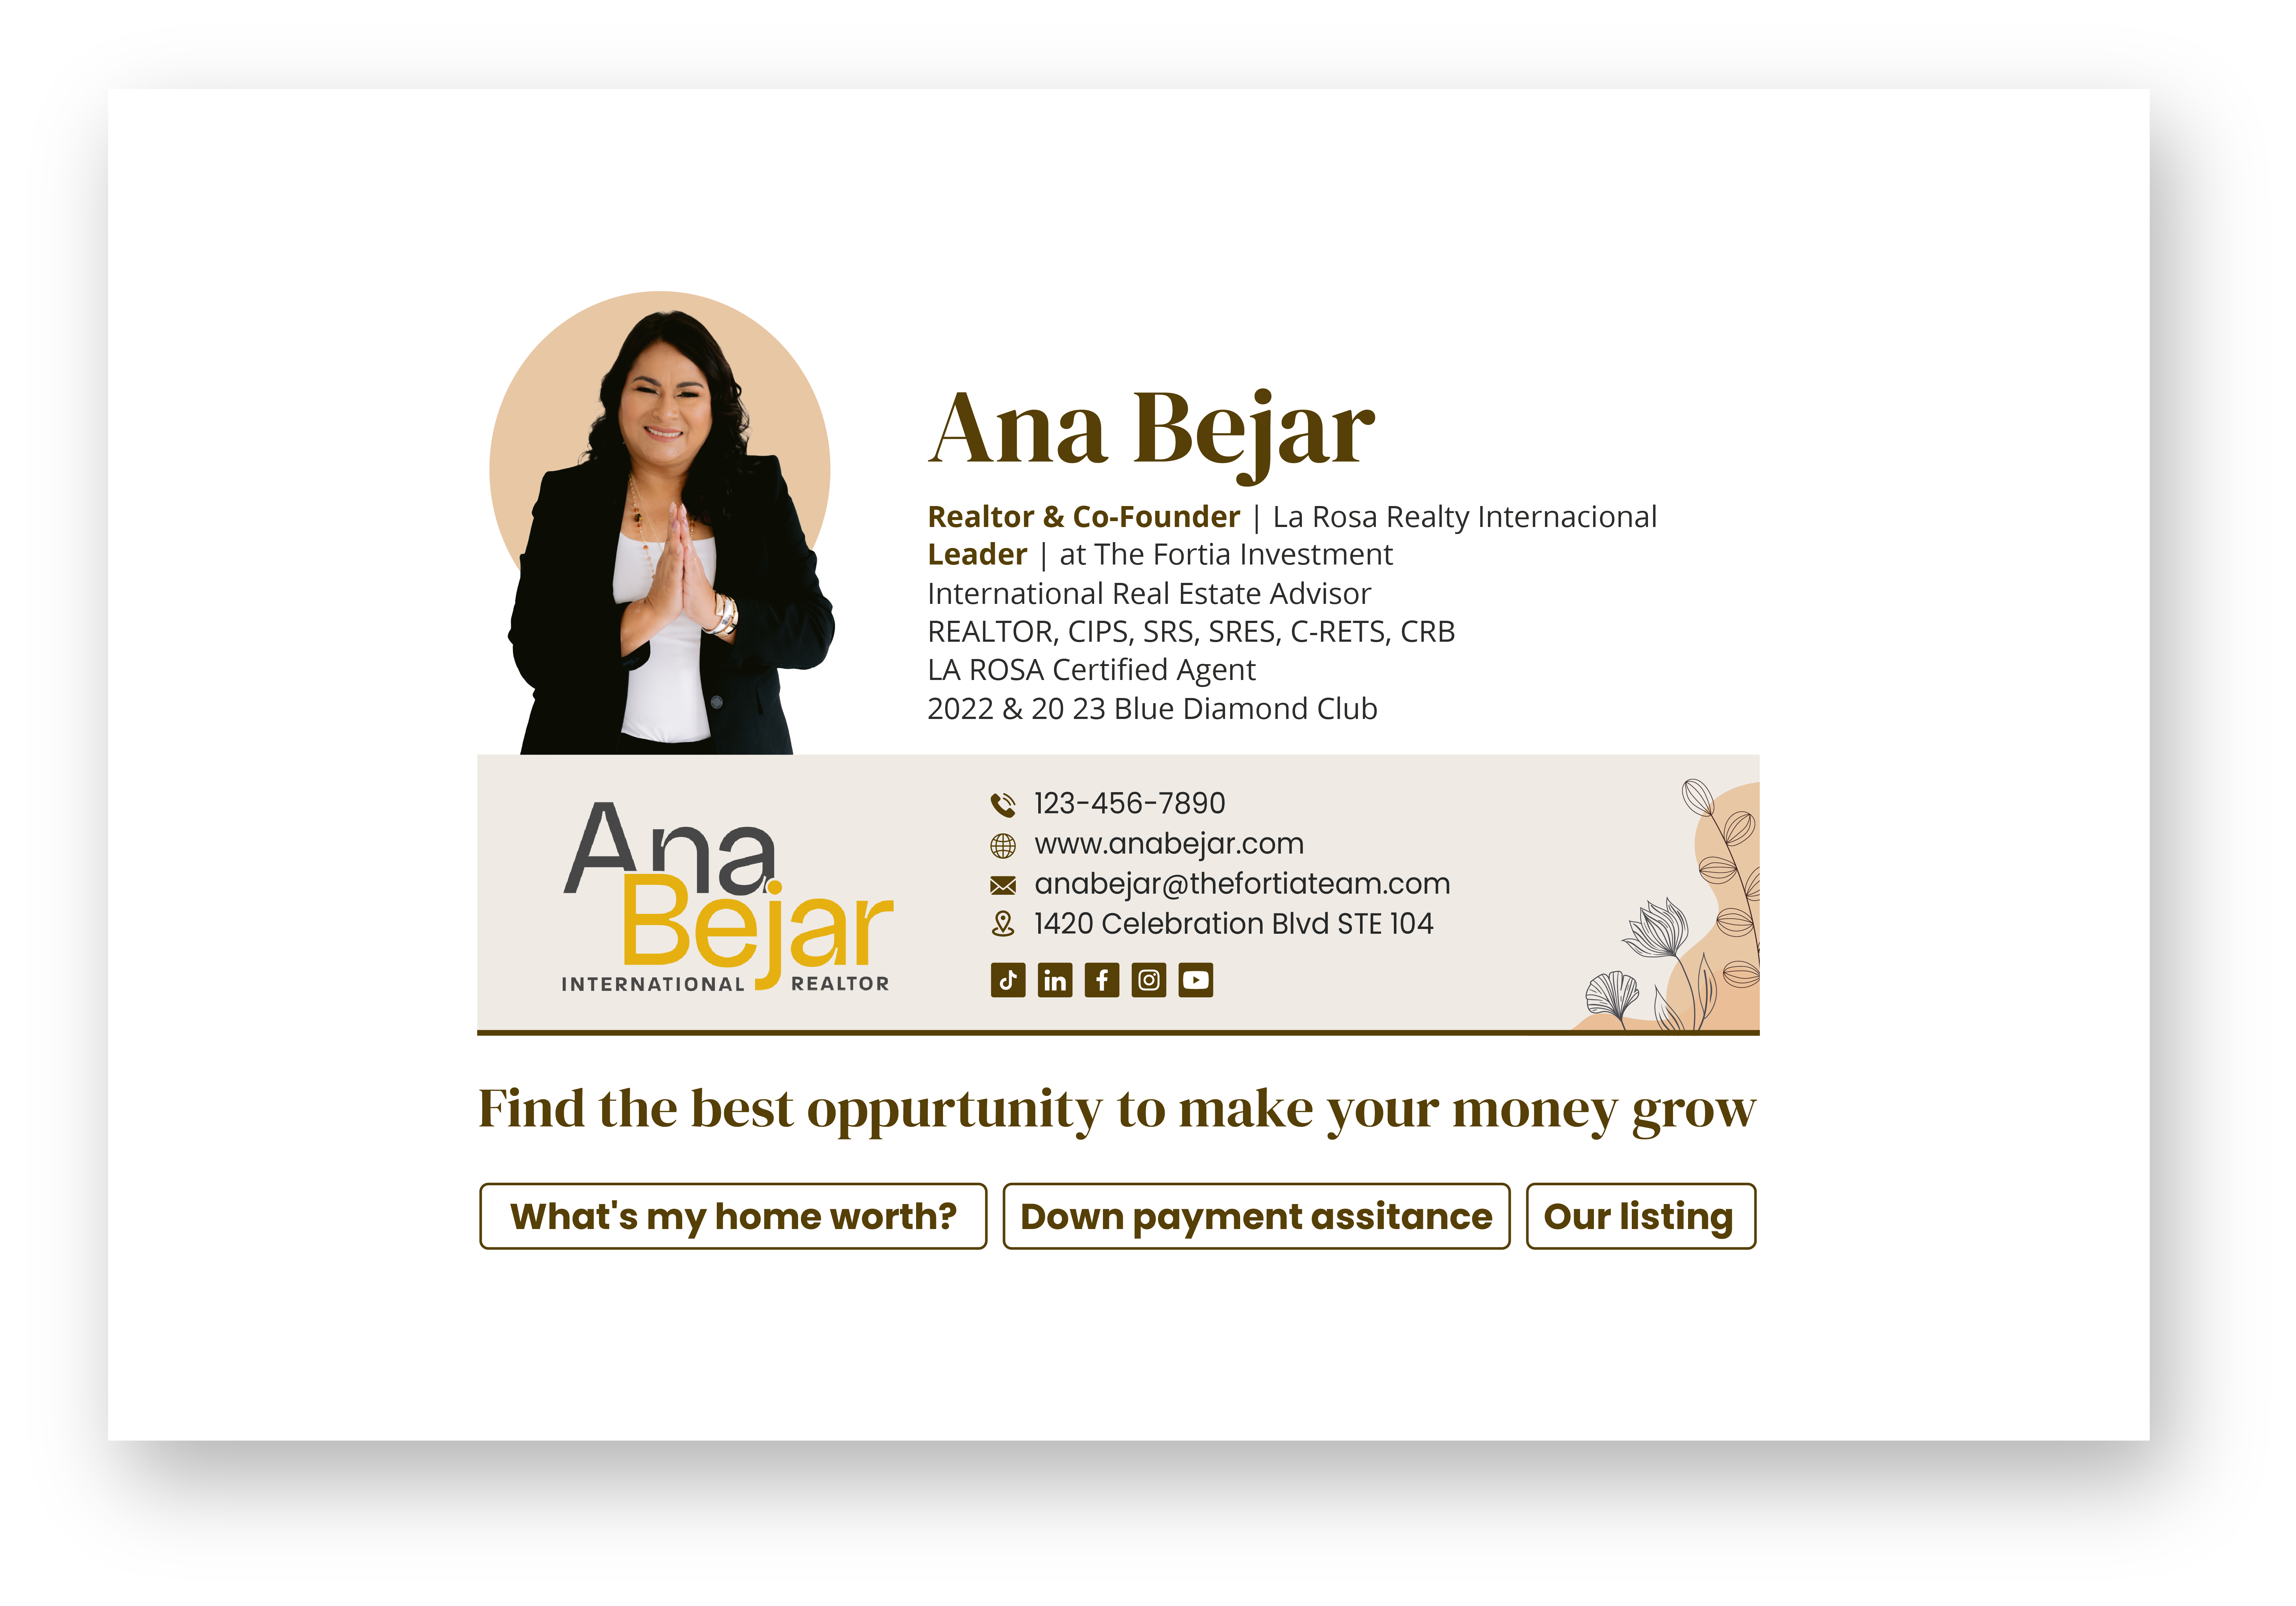 Ana Bejar
Realtor & Co-Founder | La Rosa Realty Internacional
Leader | at The Fortia Investment
International Real Estate Advisor
REALTOR, CIPS, SRS, SRES, C-RETS, CRB
LA ROSA Certified Agent
2022 & 20 23 Blue Diamond Club
Ana
Bejar
INTERNATIONAL REALTOR
123-456-7890
www.anabejar.com
anabejar@thefortiateam.com
1420 Celebration Blvd STE 104
Find the best oppurtunity to make your money grow
What's my home worth?
Down payment assitance
Our listing